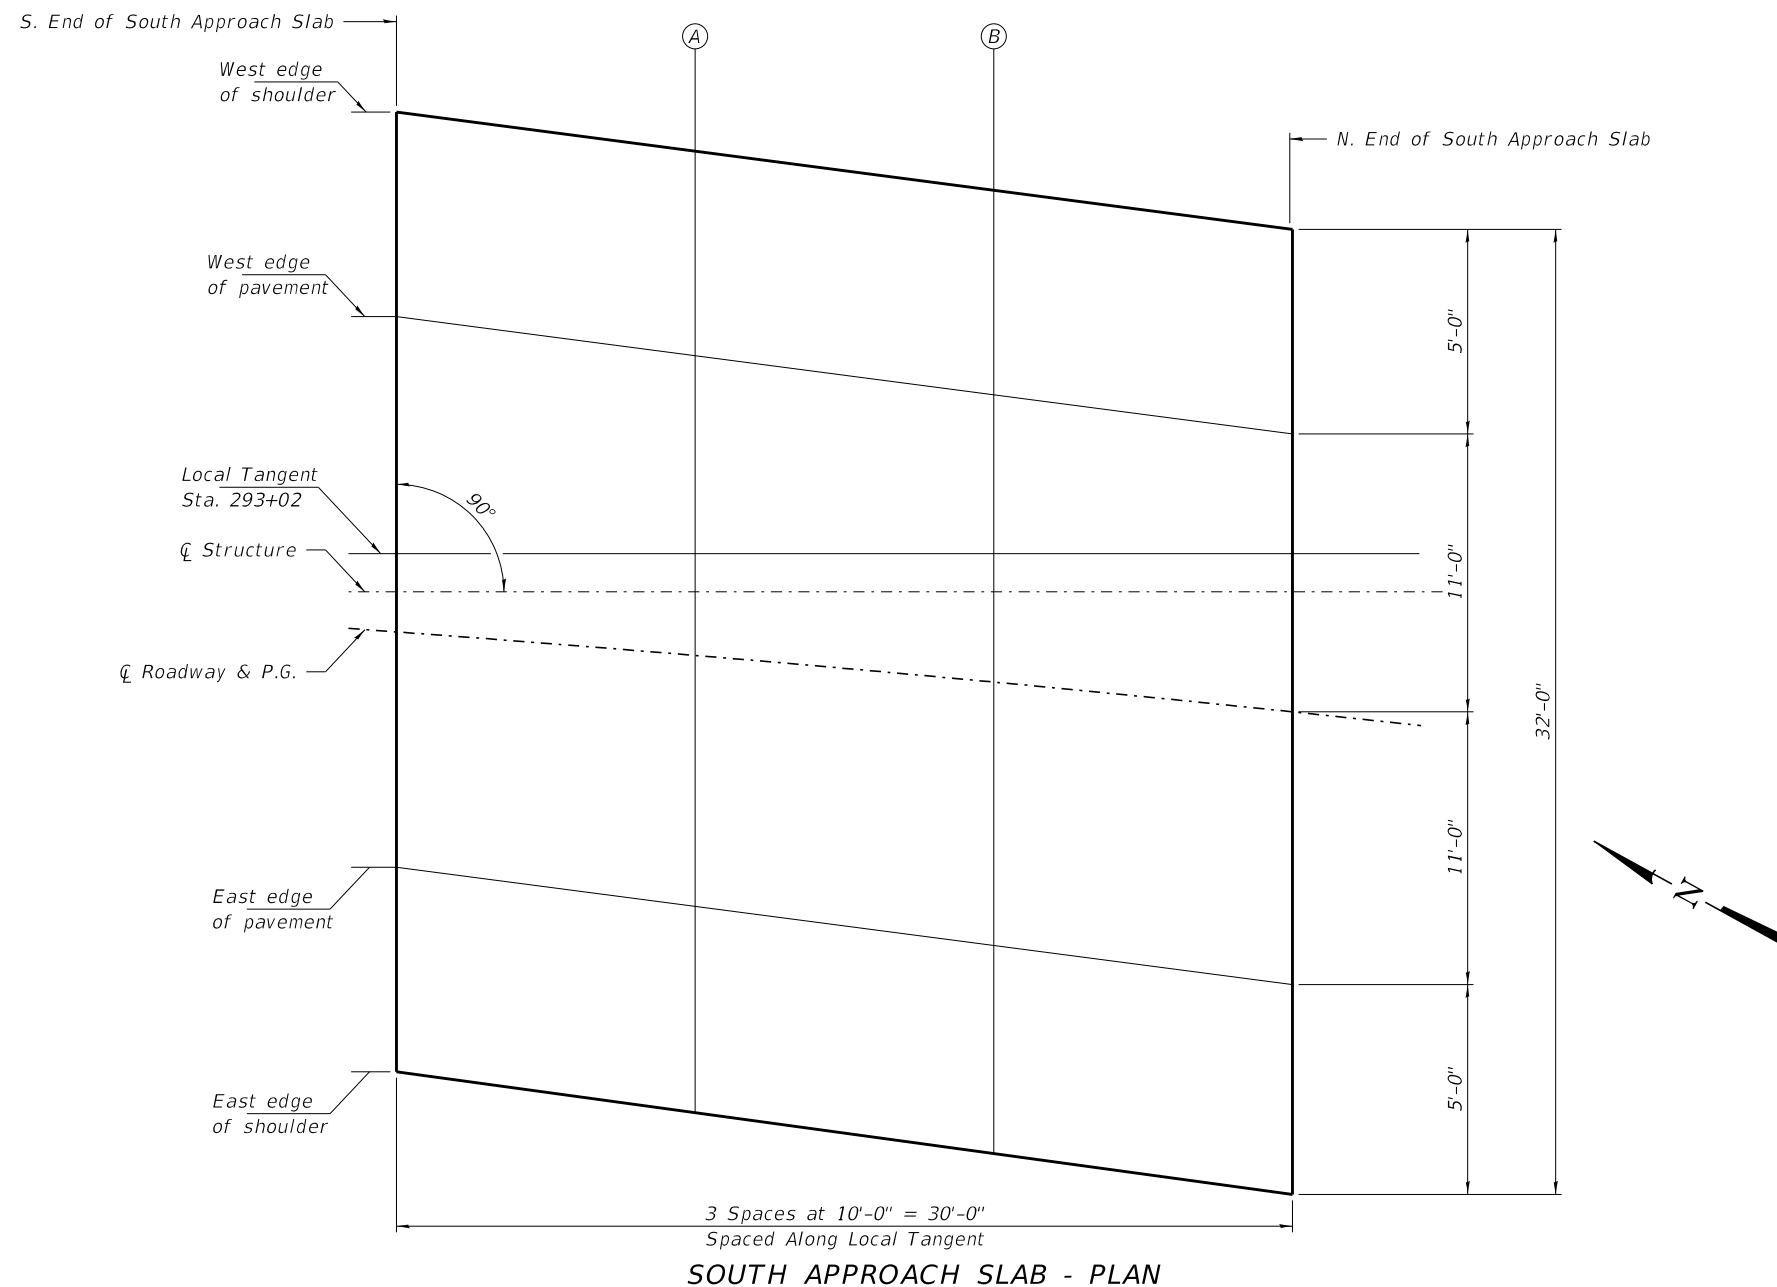 S. End of South Approach Slab
A
B
West edge
of shoulder
N. End of South Approach Slab
West edge
of pavement
5'-0"
Local Tangent
Sta. 293+02
90°
℄ Structure
11'-0"
℄ Roadway & P.G.
32'-0"
11'-0"
East edge
of pavement
N
5'-0"
East edge
of shoulder
3 Spaces at 10'-0" = 30'-0"
Spaced Along Local Tangent
SOUTH APPROACH SLAB - PLAN